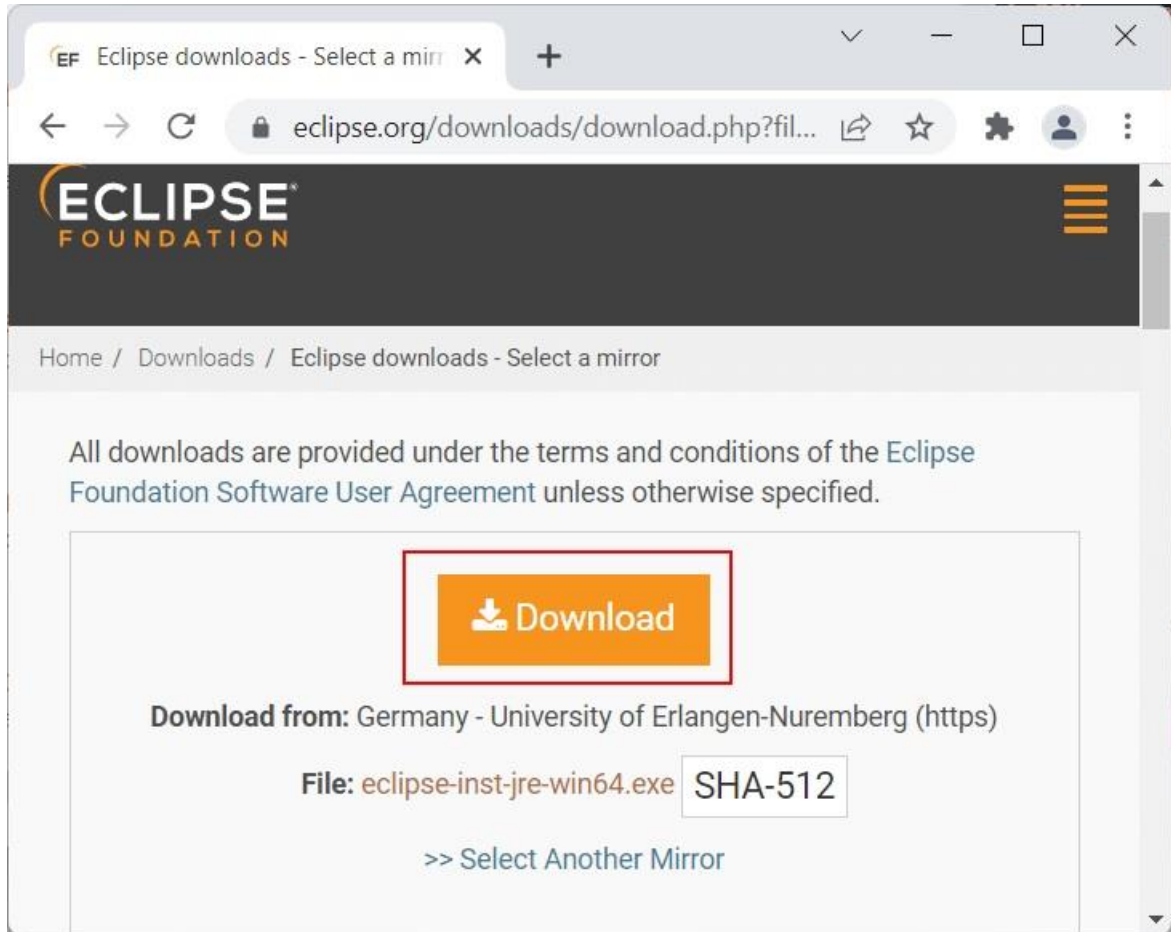 EF Eclipse downloads - Select a mirr
eclipse.org/downloads/download.php?fil...
ECLIPSE®
FOUNDATION
Home / Downloads / Eclipse downloads - Select a mirror
All downloads are provided under the terms and conditions of the Eclipse
Foundation Software User Agreement unless otherwise specified.
Download
Download from: Germany - University of Erlangen-Nuremberg (https)
File: eclipse-inst-jre-win64.exe SHA-512
>> Select Another Mirror